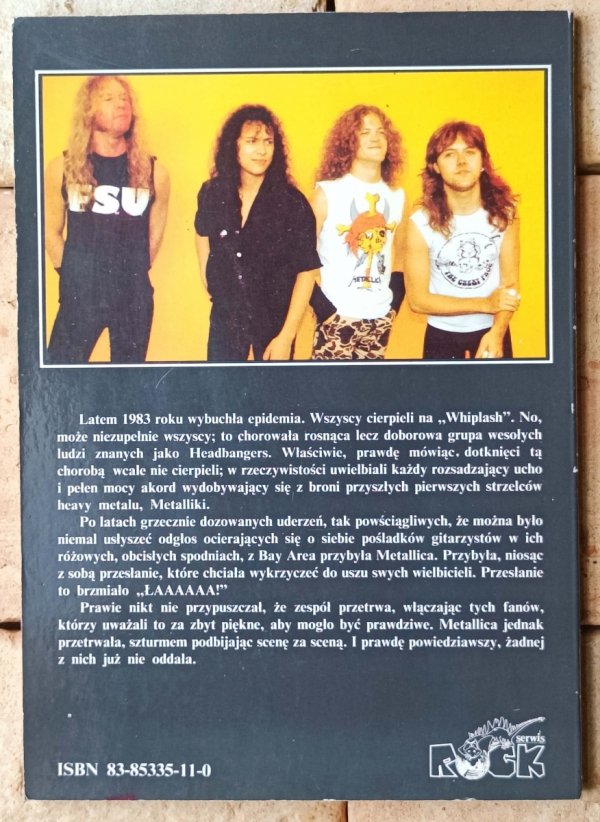 FSU
METALLICA
THE GREAT
Latem 1983 roku wybuchła epidemia. Wszyscy cierpieli na „Whiplash”. No,
może niezupełnie wszyscy; to chorowała rosnąca lecz doborowa grupa wesołych
ludzi znanych jako Headbangers. Właściwie, prawdę mówiąc, dotknięci tą
chorobą wcale nie cierpieli; w rzeczywistości uwielbiali każdy rozsadzający ucho
i pełen mocy akord wydobywający się z broni przyszłych pierwszych strzelców
heavy metalu, Metalliki.
Po latach grzecznie dozowanych uderzeń, tak powściągliwych, że można było
niemal usłyszeć odgłos ocierających się o siebie pośladków gitarzystów w ich
różowych, obcisłych spodniach, z Bay Area przybyła Metallica. Przybyła, niosąc
z sobą przesłanie, które chciała wykrzyczeć do uszu swych wielbicieli. Przesłanie
to brzmiało „ŁAAAAAA!”
Prawie nikt nie przypuszczał, że zespół przetrwa, włączając tych fanów,
którzy uważali to za zbyt piękne, aby mogło być prawdziwe. Metallica jednak
przetrwała, szturmem podbijając scenę za sceną. I prawdę powiedziawszy, żadnej
z nich już nie oddała.
serwis
ROCK
ISBN 83-85335-11-0